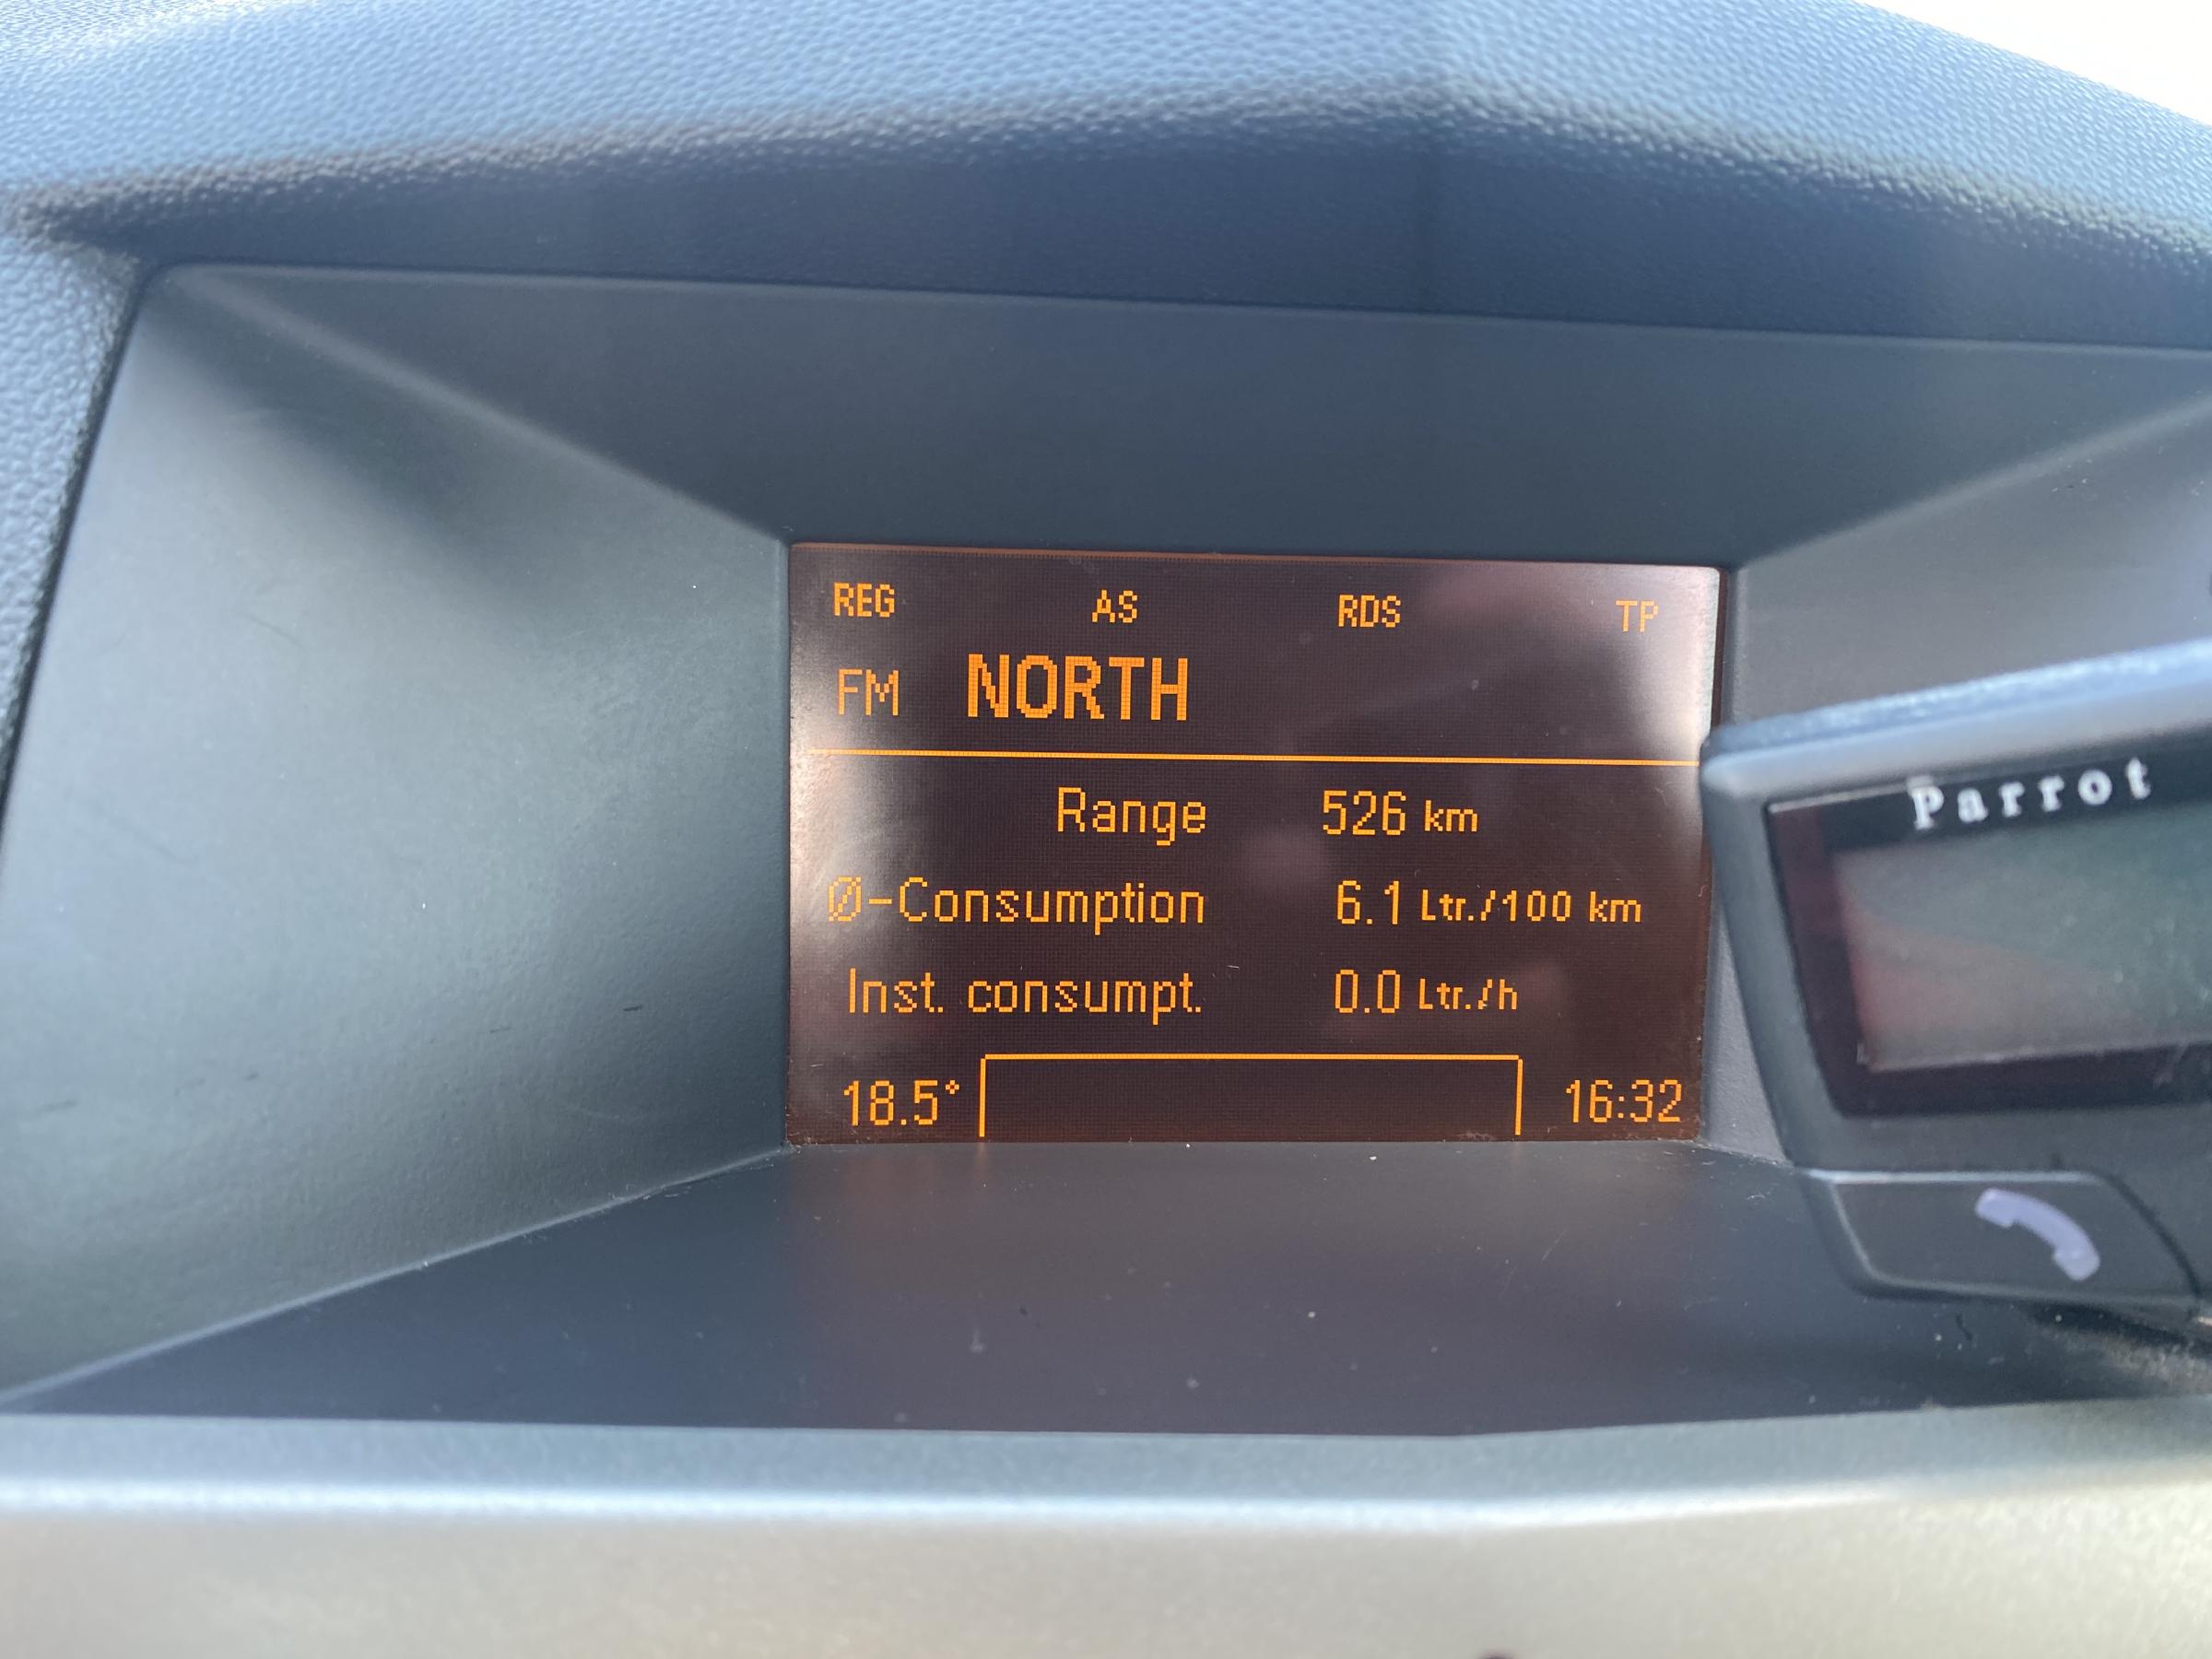 REG AS RDS TP
FM NORTH
Range 526 km
Ø-Consumption 6.1 Ltr./100 km
Inst. consumpt. 0.0 Ltr./h
18.5° 16:32
Parrot